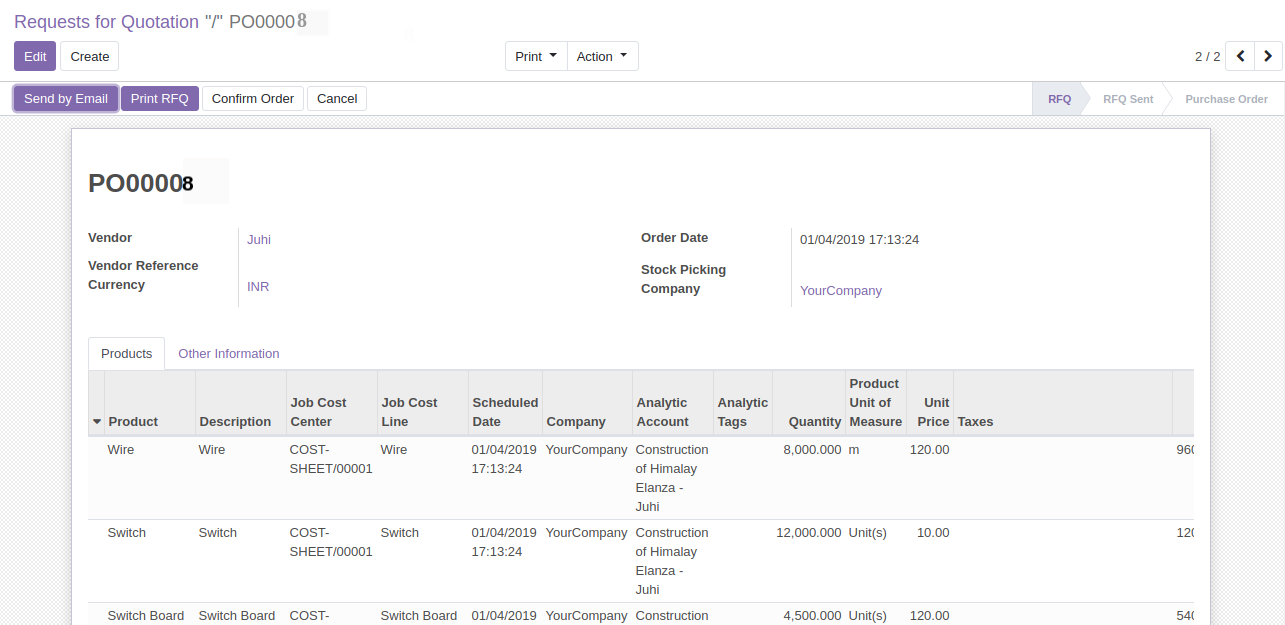 Requests for Quotation "/" PO00008
Edit Create Print Action 2 / 2
Send by Email Print RFQ Confirm Order Cancel RFQ RFQ Sent Purchase Order
PO00008
Vendor Juhi Order Date 01/04/2019 17:13:24
Vendor Reference Stock Picking
Currency INR Company YourCompany
Products Other Information
Product Description Job Cost Center Job Cost Line Scheduled Date Company Analytic Account Analytic Tags Quantity Product Unit of Measure Unit Price Taxes
Wire Wire COST- Wire 01/04/2019 YourCompany Construction 8,000.000 m 120.00 960
SHEET/00001 17:13:24 of Himalay
Elanza -
Juhi
Switch Switch COST- Switch 01/04/2019 YourCompany Construction 12,000.000 Unit(s) 10.00 120
SHEET/00001 17:13:24 of Himalay
Elanza -
Juhi
Switch Board Switch Board COST- Switch Board 01/04/2019 YourCompany Construction 4,500.000 Unit(s) 120.00 540